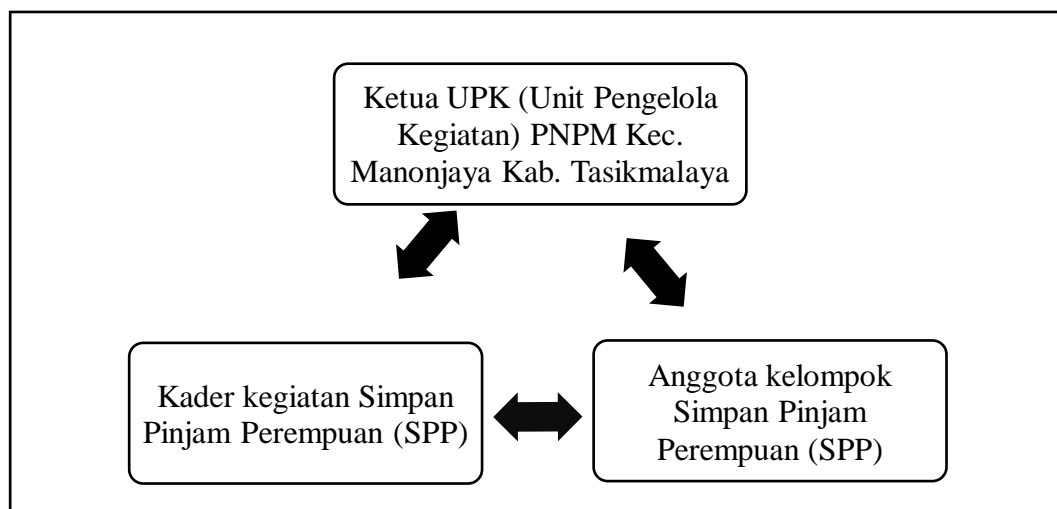 Ketua UPK (Unit Pengelola
Kegiatan) PNPM Kec.
Manonjaya Kab. Tasikmalaya
Kader kegiatan Simpan
Pinjam Perempuan (SPP)
Anggota kelompok
Simpan Pinjam
Perempuan (SPP)